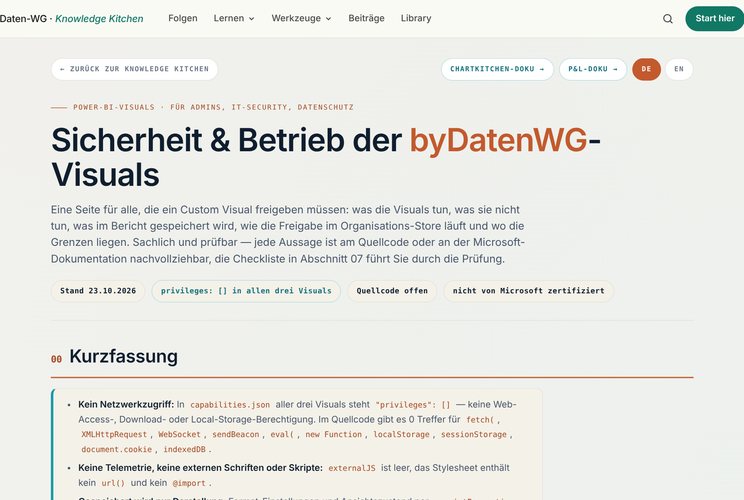 Daten-WG · Knowledge Kitchen Folgen Lernen Werkzeuge Beiträge Library Start hier
← ZURÜCK ZUR KNOWLEDGE KITCHEN CHARTKITCHEN-DOKU → P&L-DOKU → DE EN
POWER-BI-VISUALS · FÜR ADMINS, IT-SECURITY, DATENSCHUTZ
Sicherheit & Betrieb der byDatenWG-
Visuals
Eine Seite für alle, die ein Custom Visual freigeben müssen: was die Visuals tun, was sie nicht
tun, was im Bericht gespeichert wird, wie die Freigabe im Organisations-Store läuft und wo die
Grenzen liegen. Sachlich und prüfbar — jede Aussage ist am Quellcode oder an der Microsoft-
Dokumentation nachvollziehbar, die Checkliste in Abschnitt 07 führt Sie durch die Prüfung.
Stand 23.10.2026 privileges: [] in allen drei Visuals Quellcode offen nicht von Microsoft zertifiziert
00 Kurzfassung
• Kein Netzwerkzugriff: In capabilities.json aller drei Visuals steht "privileges": [] — keine Web-
Access-, Download- oder Local-Storage-Berechtigung. Im Quellcode gibt es 0 Treffer für fetch( ,
XMLHttpRequest , WebSocket , sendBeacon , eval( , new Function , localStorage , sessionStorage ,
document.cookie , indexedDB .
• Keine Telemetrie, keine externen Schriften oder Skripte: externalJS ist leer, das Stylesheet enthält
kein url() und kein @import .